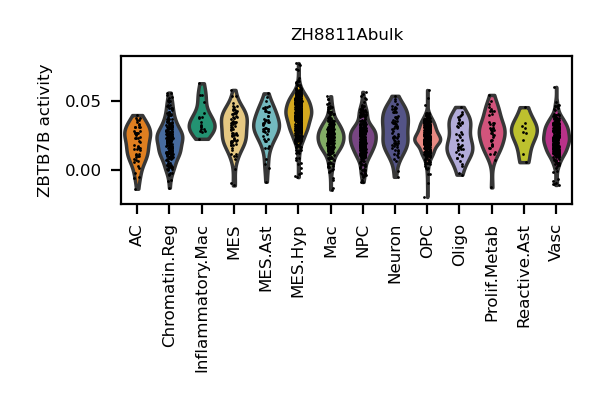 ZH8811Abulk
ZBTB7B activity
0.05
0.00
AC
Chromatin.Reg
Inflammatory.Mac
MES
MES.Ast
MES.Hyp
Mac
NPC
Neuron
OPC
Oligo
Prolif.Metab
Reactive.Ast
Vasc